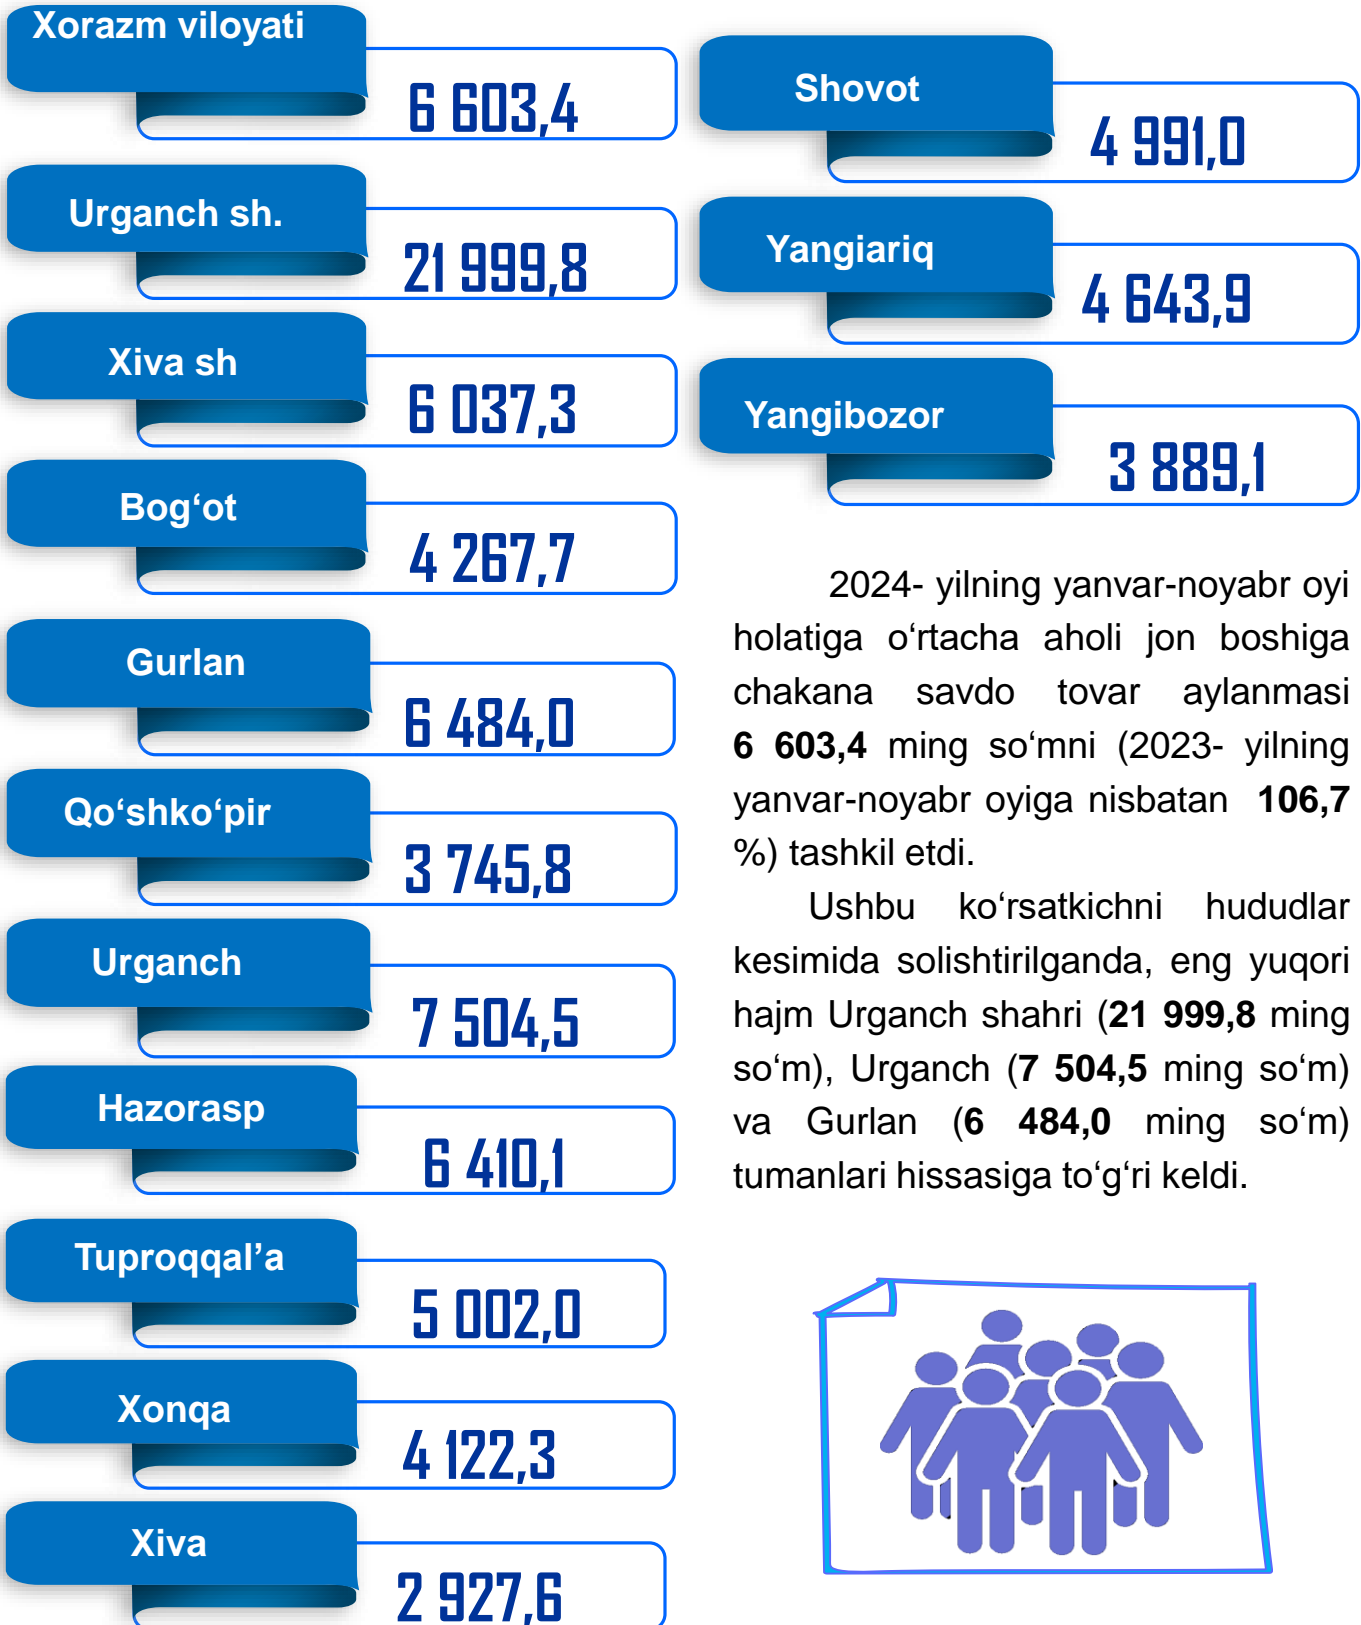 Xorazm viloyati
6 603,4
Urganch sh.
21 999,8
Xiva sh
6 037,3
Bog‘ot
4 267,7
Gurlan
6 484,0
Qo‘shko‘pir
3 745,8
Urganch
7 504,5
Hazorasp
6 410,1
Tuproqqal’a
5 002,0
Xonqa
4 122,3
Xiva
2 927,6
Shovot
4 991,0
Yangiariq
4 643,9
Yangibozor
3 889,1
2024- yilning yanvar-noyabr oyi
holatiga o‘rtacha aholi jon boshiga
chakana savdo tovar aylanmasi
6 603,4 ming so‘mni (2023- yilning
yanvar-noyabr oyiga nisbatan 106,7
%) tashkil etdi.
Ushbu ko‘rsatkichni hududlar
kesimida solishtirilganda, eng yuqori
hajm Urganch shahri (21 999,8 ming
so‘m), Urganch (7 504,5 ming so‘m)
va Gurlan (6 484,0 ming so‘m)
tumanlari hissasiga to‘g‘ri keldi.